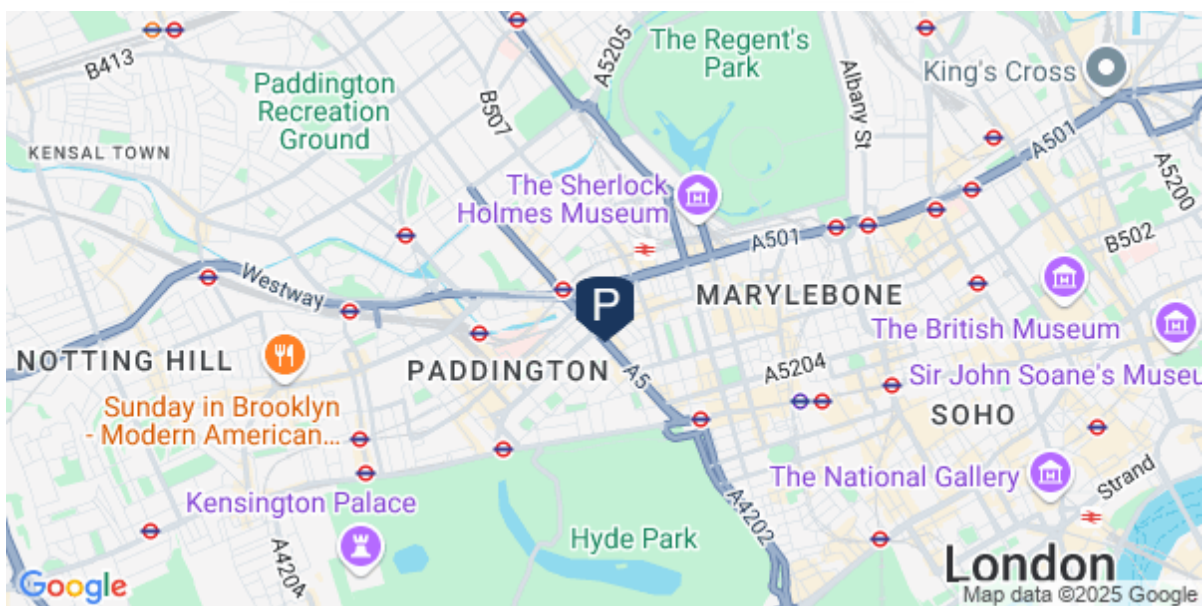 B413
A5205
The Regent's
Park
Albany St
King's Cross
Paddington
Recreation
Ground
B507
A501
KENSAL TOWN
A5200
The Sherlock
Holmes Museum
A501
B502
Westway
MARYLEBONE
The British Museum
NOTTING HILL
PADDINGTON
P
A5
A5204
Sir John Soane's Museu
Sunday in Brooklyn
- Modern American...
SOHO
The National Gallery
Strand
Kensington Palace
A4204
Hyde Park
A4202
London
Google
Map data ©2025 Google